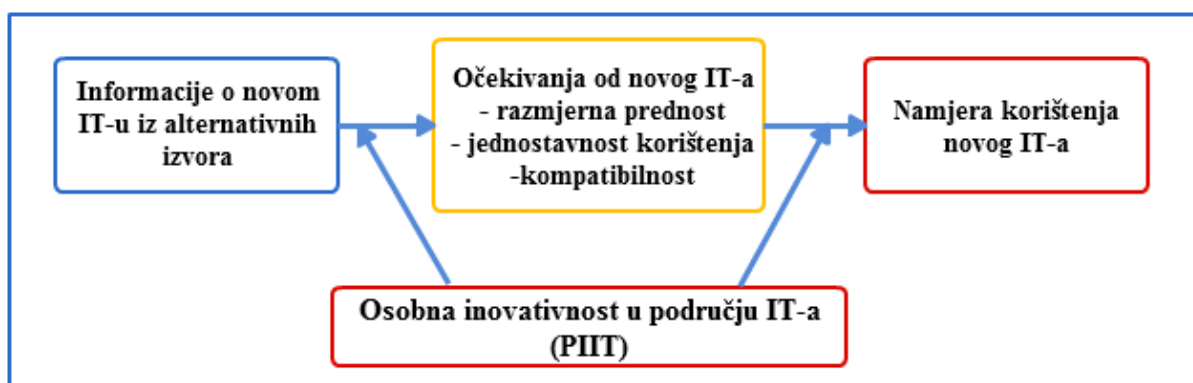 Informacije o novom
IT-u iz alternativnih
izvora
Očekivanja od novog IT-a
- razmjerna prednost
- jednostavnost korištenja
-kompatibilnost
Namjera korištenja
novog IT-a
Osobna inovativnost u području IT-a
(PIIT)